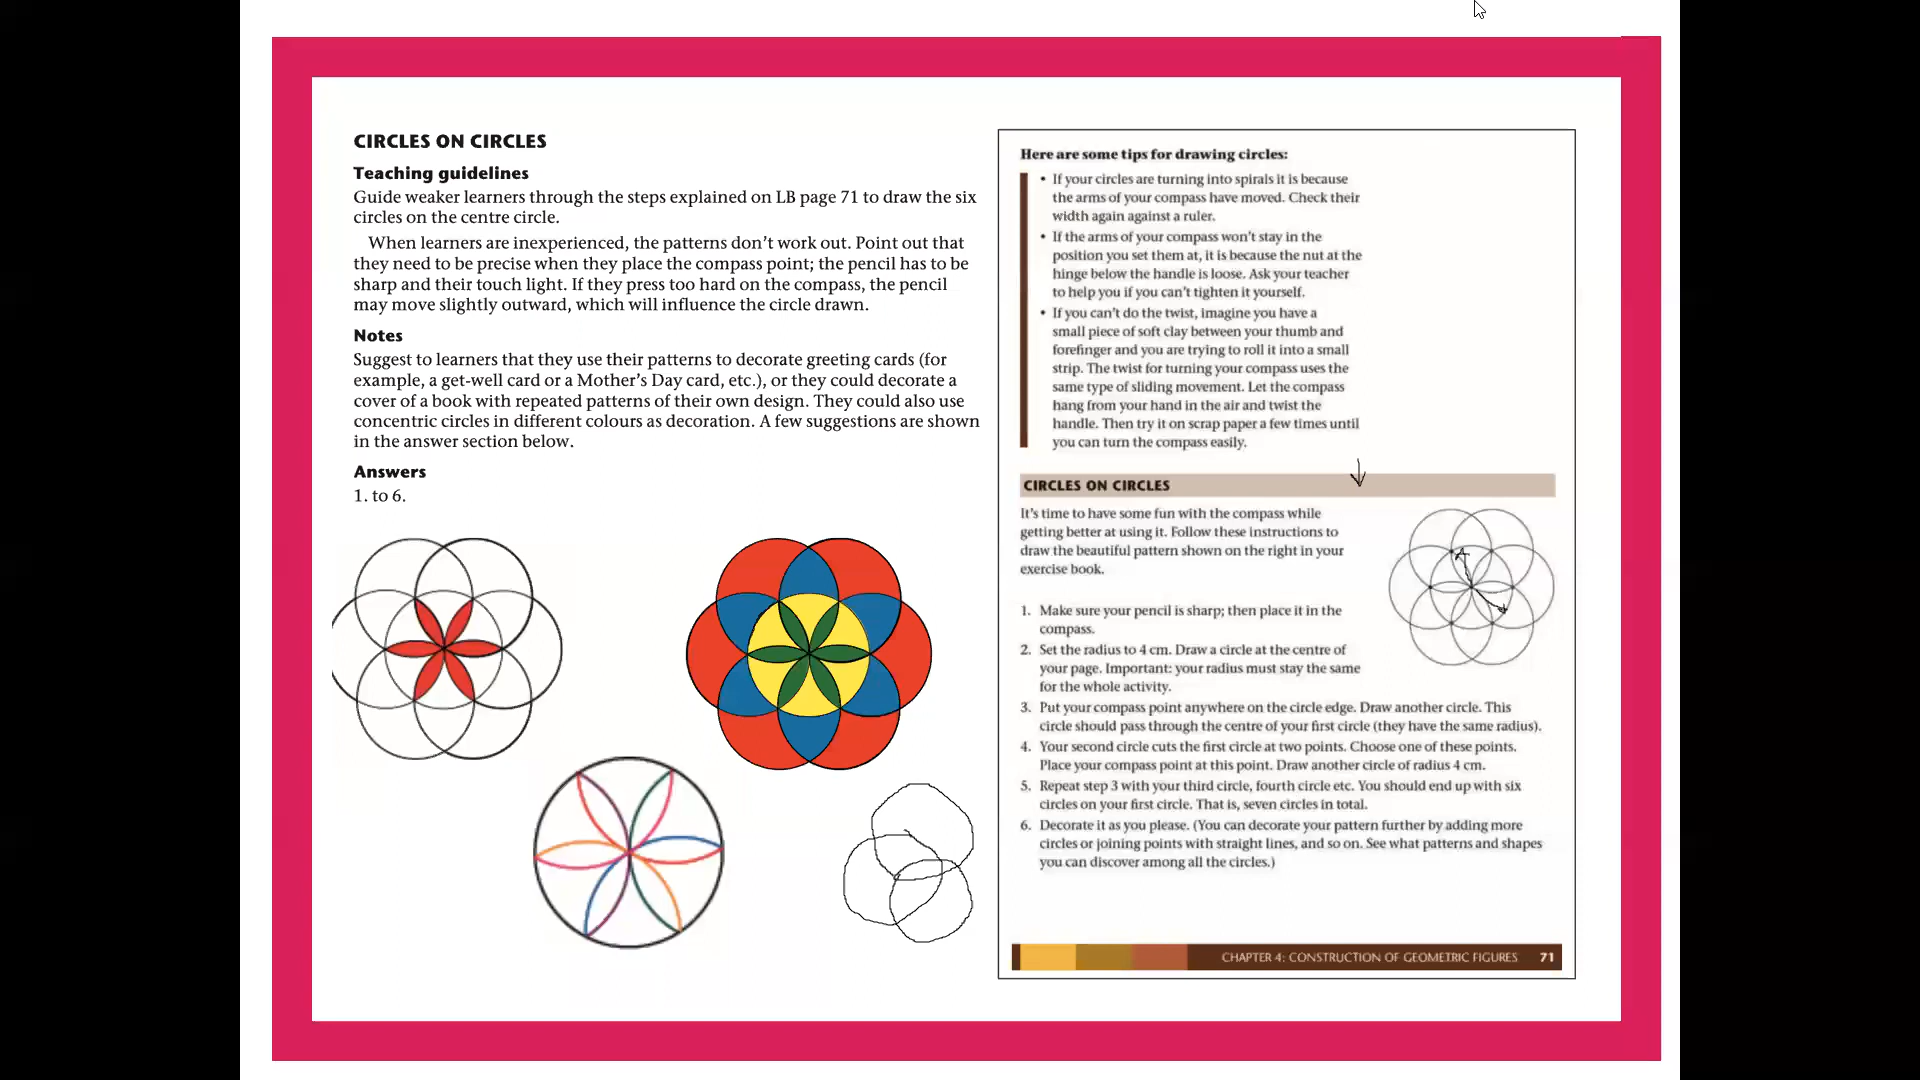 CIRCLES ON CIRCLES
Teaching guidelines
Guide weaker learners through the steps explained on LB page 71 to draw the six
circles on the centre circle.
When learners are inexperienced, the patterns don’t work out. Point out that
they need to be precise when they place the compass point; the pencil has to be
sharp and their touch light. If they press too hard on the compass, the pencil
may move slightly outward, which will influence the circle drawn.
Notes
Suggest to learners that they use their patterns to decorate greeting cards (for
example, a get-well card or a Mother’s Day card, etc.), or they could decorate a
cover of a book with repeated patterns of their own design. They could also use
concentric circles in different colours as decoration. A few suggestions are shown
in the answer section below.
Answers
1. to 6.
Here are some tips for drawing circles:
• If your circles are turning into spirals it is because
the arms of your compass have moved. Check their
width again against a ruler.
• If the arms of your compass won’t stay in the
position you set them at, it is because the nut at the
hinge below the handle is loose. Ask your teacher
to help you if you can’t tighten it yourself.
• If you can’t do the twist, imagine you have a
small piece of soft clay between your thumb and
forefinger and you are trying to roll it into a small
strip. The twist for turning your compass uses the
same type of sliding movement. Let the compass
hang from your hand in the air and twist the
handle. Then try it on scrap paper a few times until
you can turn the compass easily.
CIRCLES ON CIRCLES
It’s time to have some fun with the compass while
getting better at using it. Follow these instructions to
draw the beautiful pattern shown on the right in your
exercise book.
1. Make sure your pencil is sharp; then place it in the
compass.
2. Set the radius to 4 cm. Draw a circle at the centre of
your page. Important: your radius must stay the same
for the whole activity.
3. Put your compass point anywhere on the circle edge. Draw another circle. This
circle should pass through the centre of your first circle (they have the same radius).
4. Your second circle cuts the first circle at two points. Choose one of these points.
Place your compass point at this point. Draw another circle of radius 4 cm.
5. Repeat step 3 with your third circle, fourth circle etc. You should end up with six
circles on your first circle. That is, seven circles in total.
6. Decorate it as you please. (You can decorate your pattern further by adding more
circles or joining points with straight lines, and so on. See what patterns and shapes
you can discover among all the circles.)
CHAPTER 4: CONSTRUCTION OF GEOMETRIC FIGURES 71